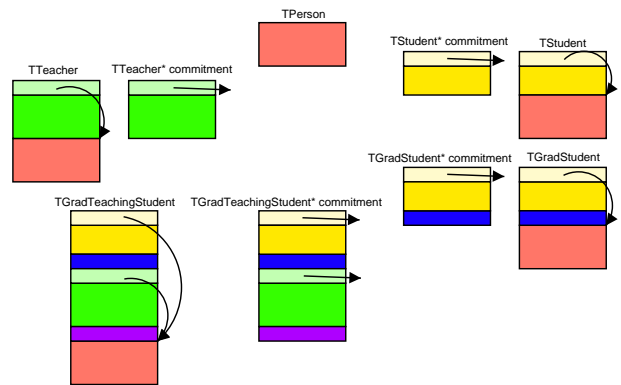 TPerson
TStudent* commitment
TStudent
TTeacher
TTeacher* commitment
TGradStudent* commitment
TGradStudent
TGradTeachingStudent
TGradTeachingStudent* commitment